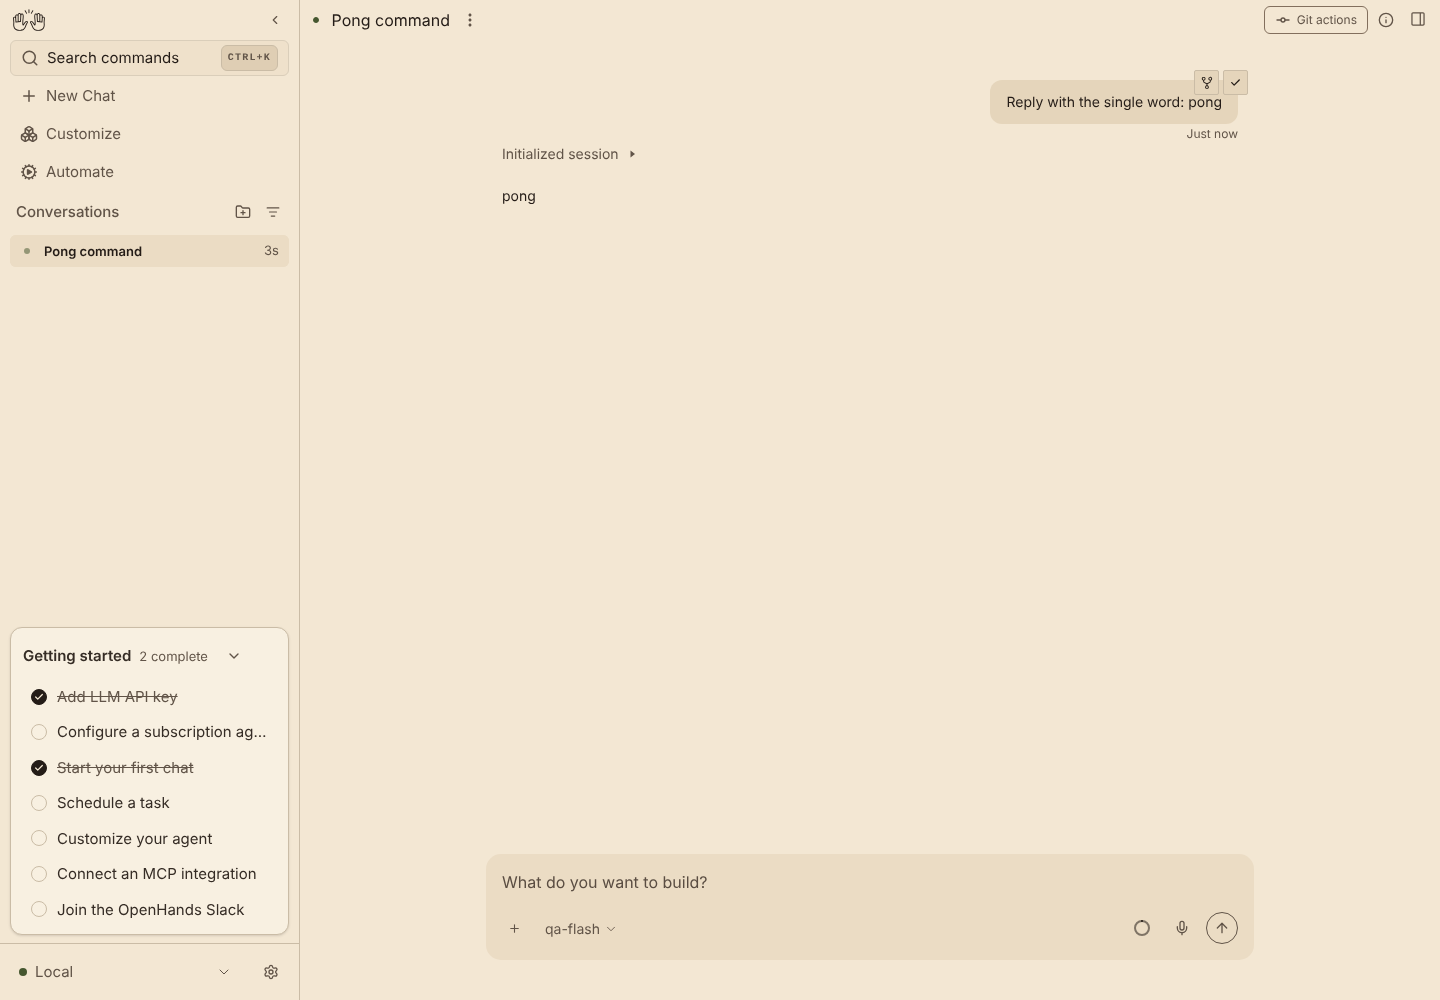 Search commands
CTRL+K
New Chat
Customize
Automate
Conversations
Pong command
3s
Getting started
2 complete
Add LLM API key
Configure a subscription ag...
Start your first chat
Schedule a task
Customize your agent
Connect an MCP integration
Join the OpenHands Slack
Local
Pong command
Git actions
Reply with the single word: pong
Just now
Initialized session
pong
What do you want to build?
qa-flash